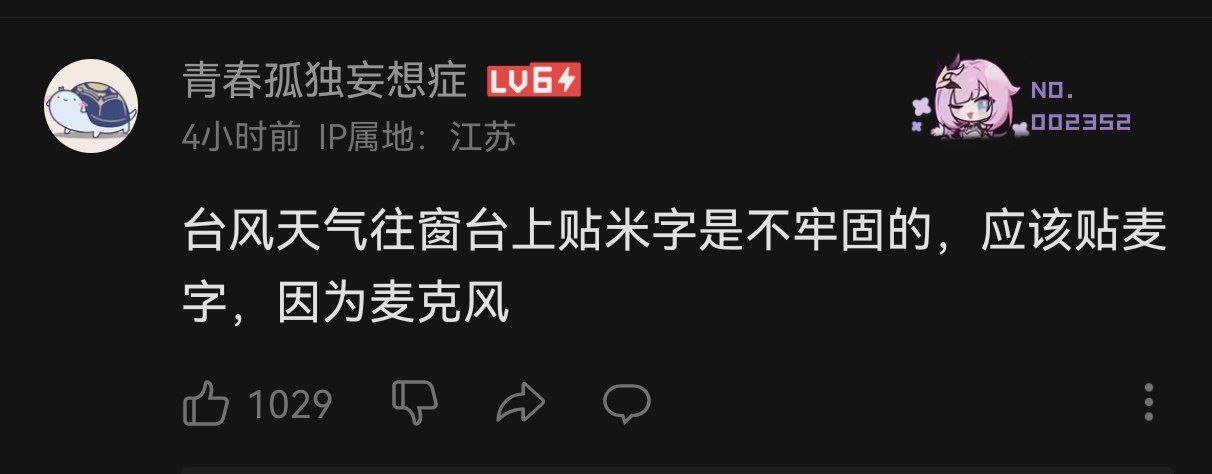 青春孤独妄想症 LV6
NO.
002352
4小时前 IP属地：江苏
台风天气往窗台上贴米字是不牢固的，应该贴麦
字，因为麦克风
1029